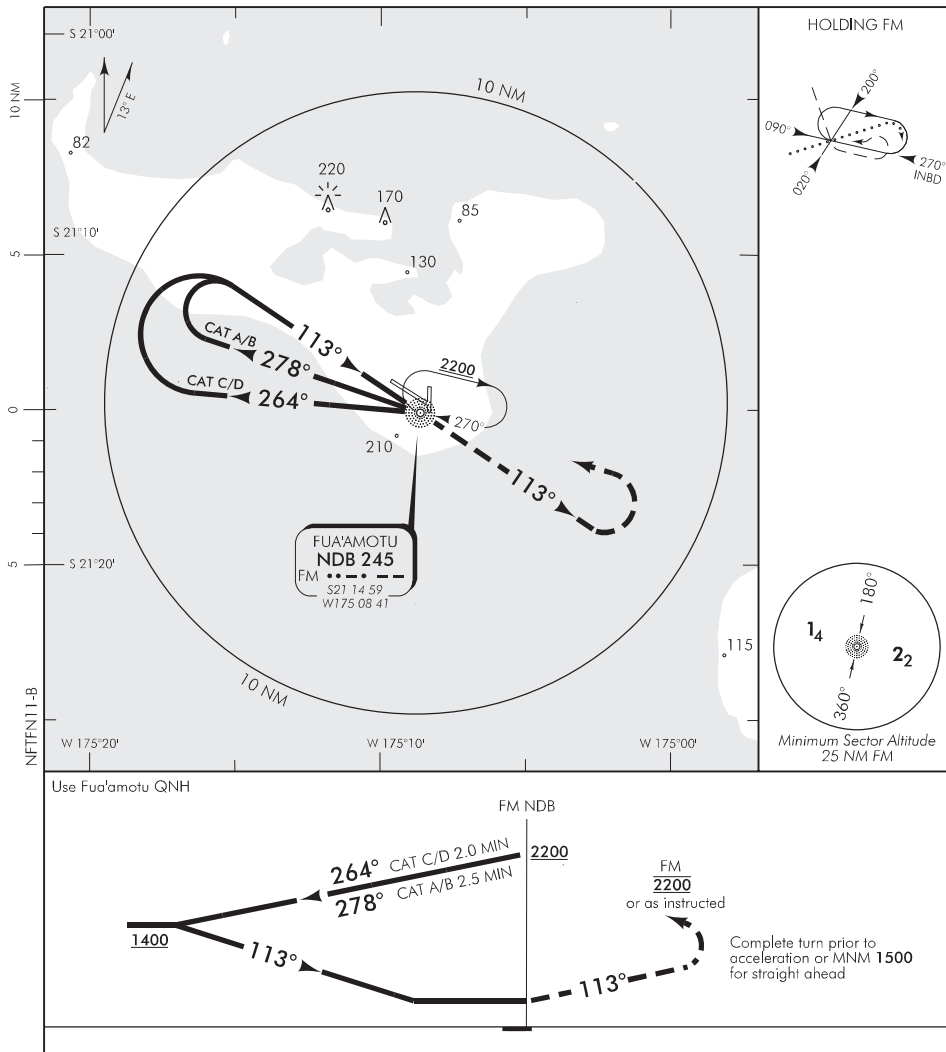 S 21°00'
10 NM
13° E
82
220
170
85
S 21°10'
5
130
CAT A/B
113°
278°
CAT C/D
264°
2200
0
270°
210
113°
FUA'AMOTU
NDB 245
FM
S21 14 59
W175 08 41
5
S 21°20'
115
10 NM
10 NM
NFTFN11-B
W 175°20'
W 175°10'
W 175°00'
HOLDING FM
200°
090°
020°
270°
INBD
180°
14
22
360°
Minimum Sector Altitude
25 NM FM
Use Fua'amotu QNH
FM NDB
264° CAT C/D 2.0 MIN
278° CAT A/B 2.5 MIN
2200
FM
2200
or as instructed
1400
113°
113°
Complete turn prior to
acceleration or MNM 1500
for straight ahead